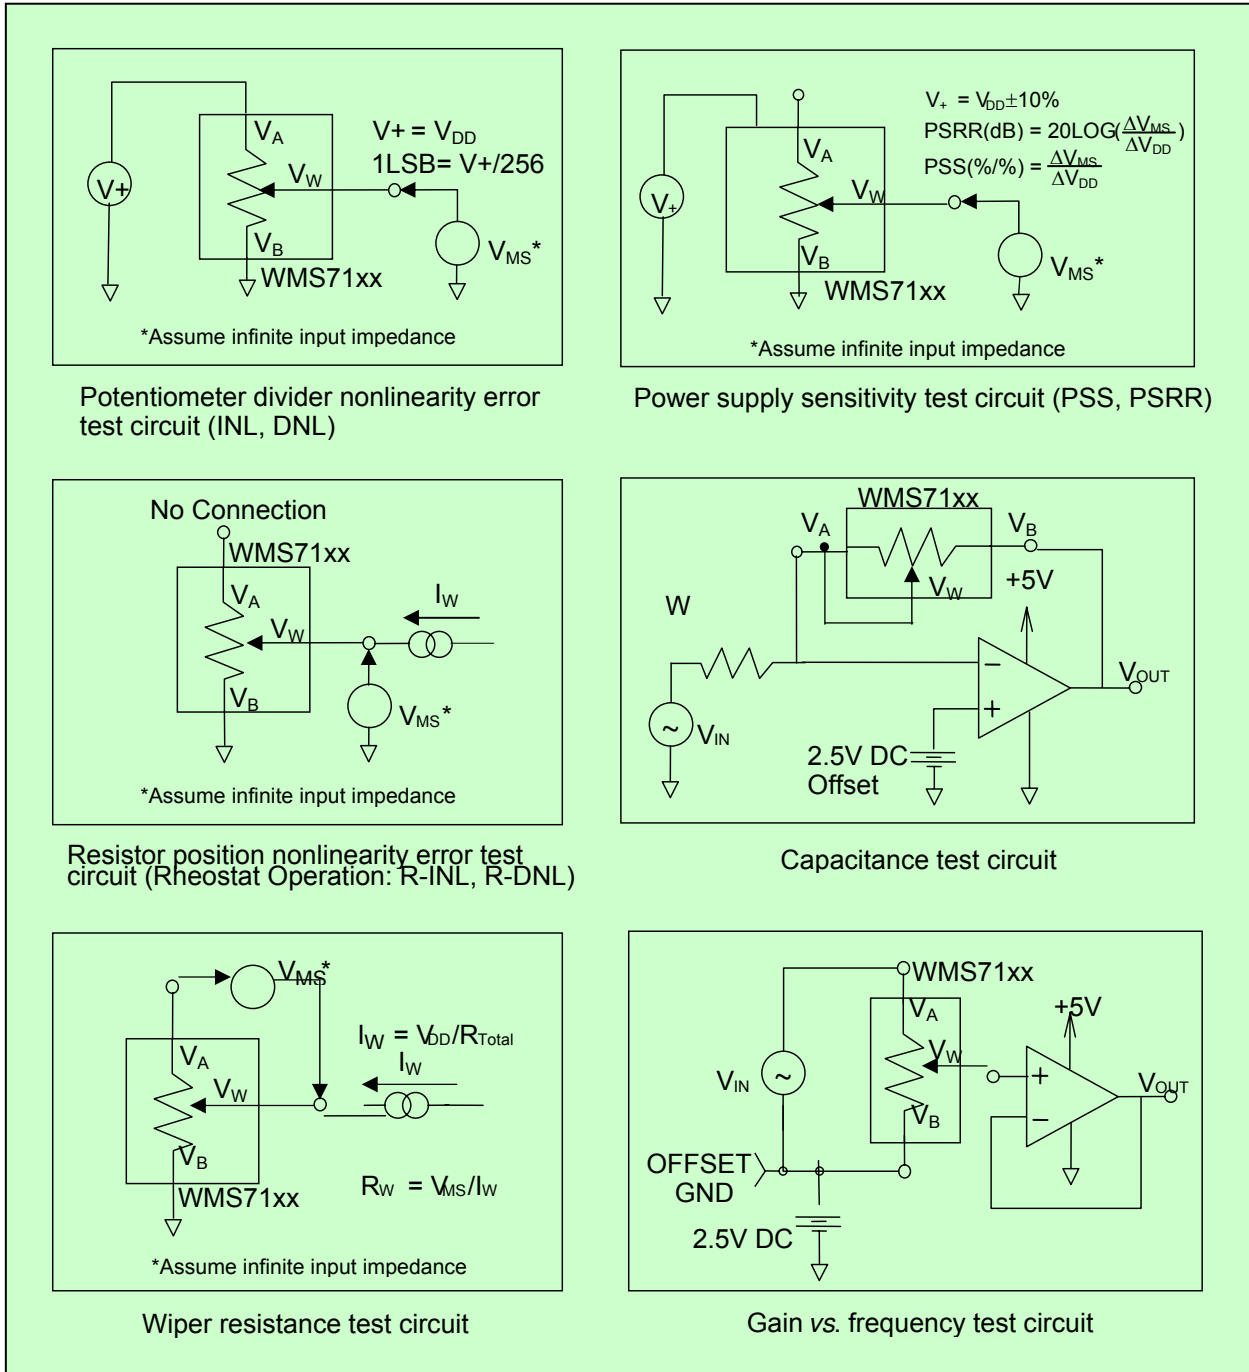 V+ = VDD
1LSB= V+/256
VA
V+
VW
VB
VMS*
WMS71xx
*Assume infinite input impedance
Potentiometer divider nonlinearity error
test circuit (INL, DNL)
V+ = VDD±10%
PSRR(dB) = 20LOG(ΔVMS/ΔVDD)
PSS(%/%) = ΔVMS/ΔVDD
VA
V+
VW
VB
VMS*
WMS71xx
*Assume infinite input impedance
Power supply sensitivity test circuit (PSS, PSRR)
No Connection
WMS71xx
VA
IW
VW
VB
VMS*
*Assume infinite input impedance
Resistor position nonlinearity error test
circuit (Rheostat Operation: R-INL, R-DNL)
WMS71xx
VA
VB
VW
+5V
W
−
VOUT
+
~
VIN
2.5V DC
Offset
Capacitance test circuit
VMS*
IW = VDD/RTotal
VA
IW
VW
VB
RW = VMS/IW
WMS71xx
*Assume infinite input impedance
Wiper resistance test circuit
WMS71xx
VA
+5V
VW
VIN
~
+
VOUT
−
VB
OFFSET
GND
2.5V DC
Gain vs. frequency test circuit